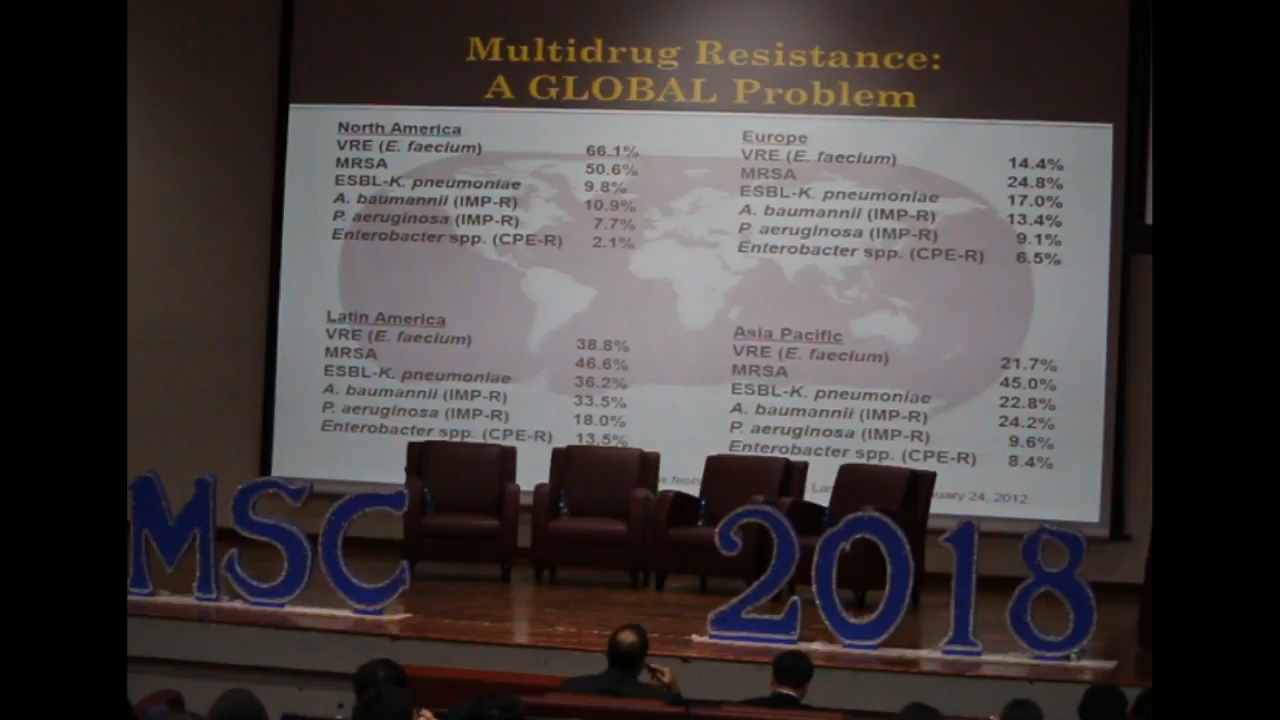 Multidrug Resistance:
A GLOBAL Problem
North America
VRE (E. faecium) 66.1%
MRSA 50.6%
ESBL-K. pneumoniae 9.8%
A. baumannii (IMP-R) 10.9%
P. aeruginosa (IMP-R) 7.7%
Enterobacter spp. (CPE-R) 2.1%
Europe
VRE (E. faecium) 14.4%
MRSA 24.8%
ESBL-K. pneumoniae 17.0%
A. baumannii (IMP-R) 13.4%
P. aeruginosa (IMP-R) 9.1%
Enterobacter spp. (CPE-R) 6.5%
Latin America
VRE (E. faecium) 38.8%
MRSA 46.6%
ESBL-K. pneumoniae 36.2%
A. baumannii (IMP-R) 33.5%
P. aeruginosa (IMP-R) 18.0%
Enterobacter spp. (CPE-R) 13.5%
Asia Pacific
VRE (E. faecium) 21.7%
MRSA 45.0%
ESBL-K. pneumoniae 22.8%
A. baumannii (IMP-R) 24.2%
P. aeruginosa (IMP-R) 9.6%
Enterobacter spp. (CPE-R) 8.4%
24, 2012
MSC 2018